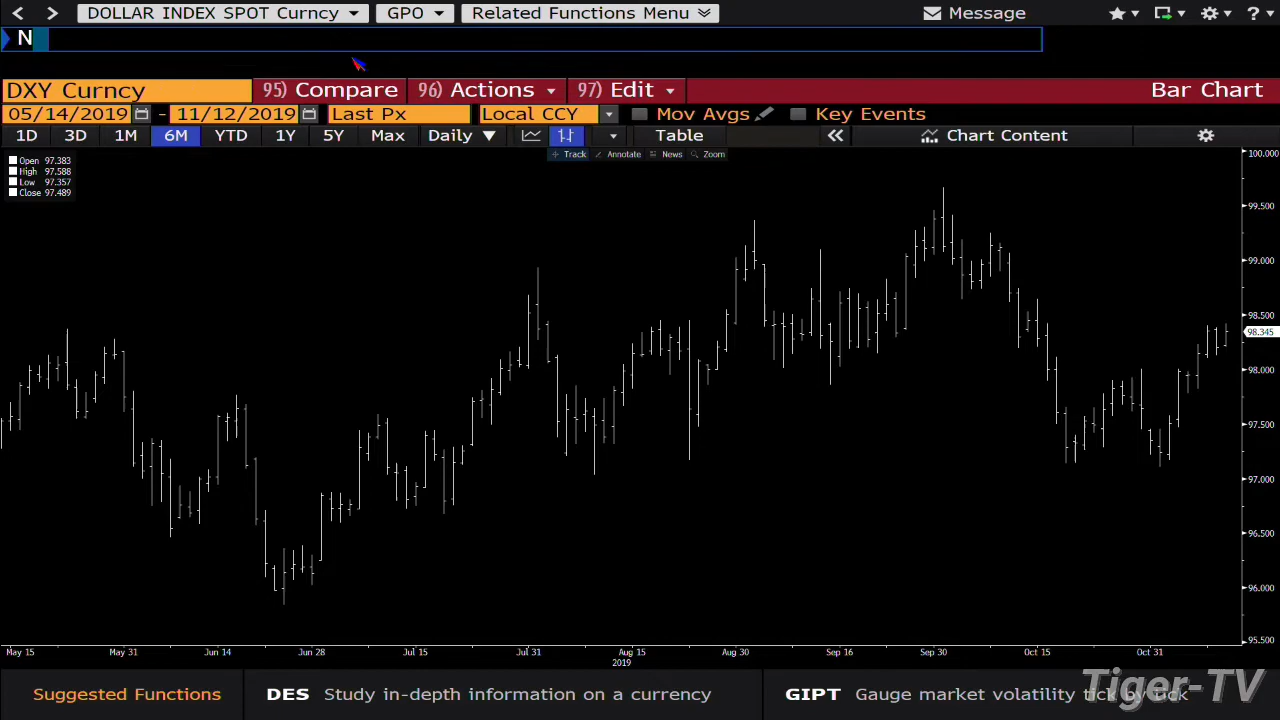 DOLLAR INDEX SPOT Curncy GPO Related Functions Menu Message ?
N
DXY Curncy 95) Compare 96) Actions 97) Edit Bar Chart
05/14/2019 - 11/12/2019 Last Px Local CCY Mov Avgs Key Events
1D 3D 1M 6M YTD 1Y 5Y Max Daily Table Chart Content
Track Annotate News Zoom
Open 97.383
High 97.588
Low 97.357
Close 97.489
100.000
99.500
99.000
98.500
98.345
98.000
97.500
97.000
96.500
96.000
95.500
May 15 May 31 Jun 14 Jun 28 Jul 15 Jul 31 Aug 15 Aug 30 Sep 16 Sep 30 Oct 15 Oct 31
2019
Suggested Functions DES Study in-depth information on a currency GIPT Gauge market volatility tick by tick
Tiger-TV